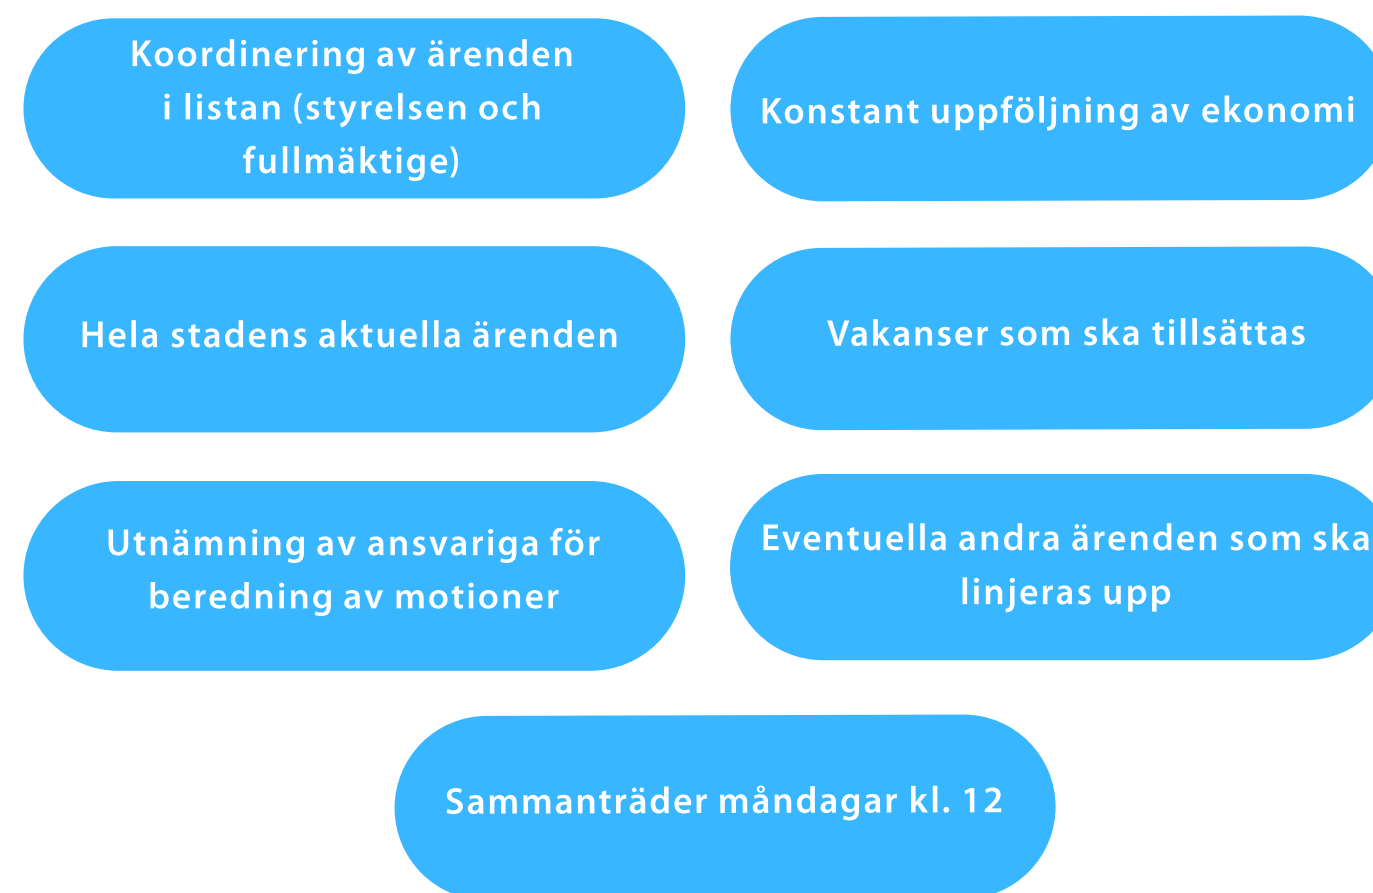 Koordinering av ärenden
i listan (styrelsen och
fullmäktige)
Konstant uppföljning av ekonomi
Hela stadens aktuella ärenden
Vakanser som ska tillsättas
Utnämning av ansvariga för
beredning av motioner
Eventuella andra ärenden som ska
linjeras upp
Sammanträder måndagar kl. 12